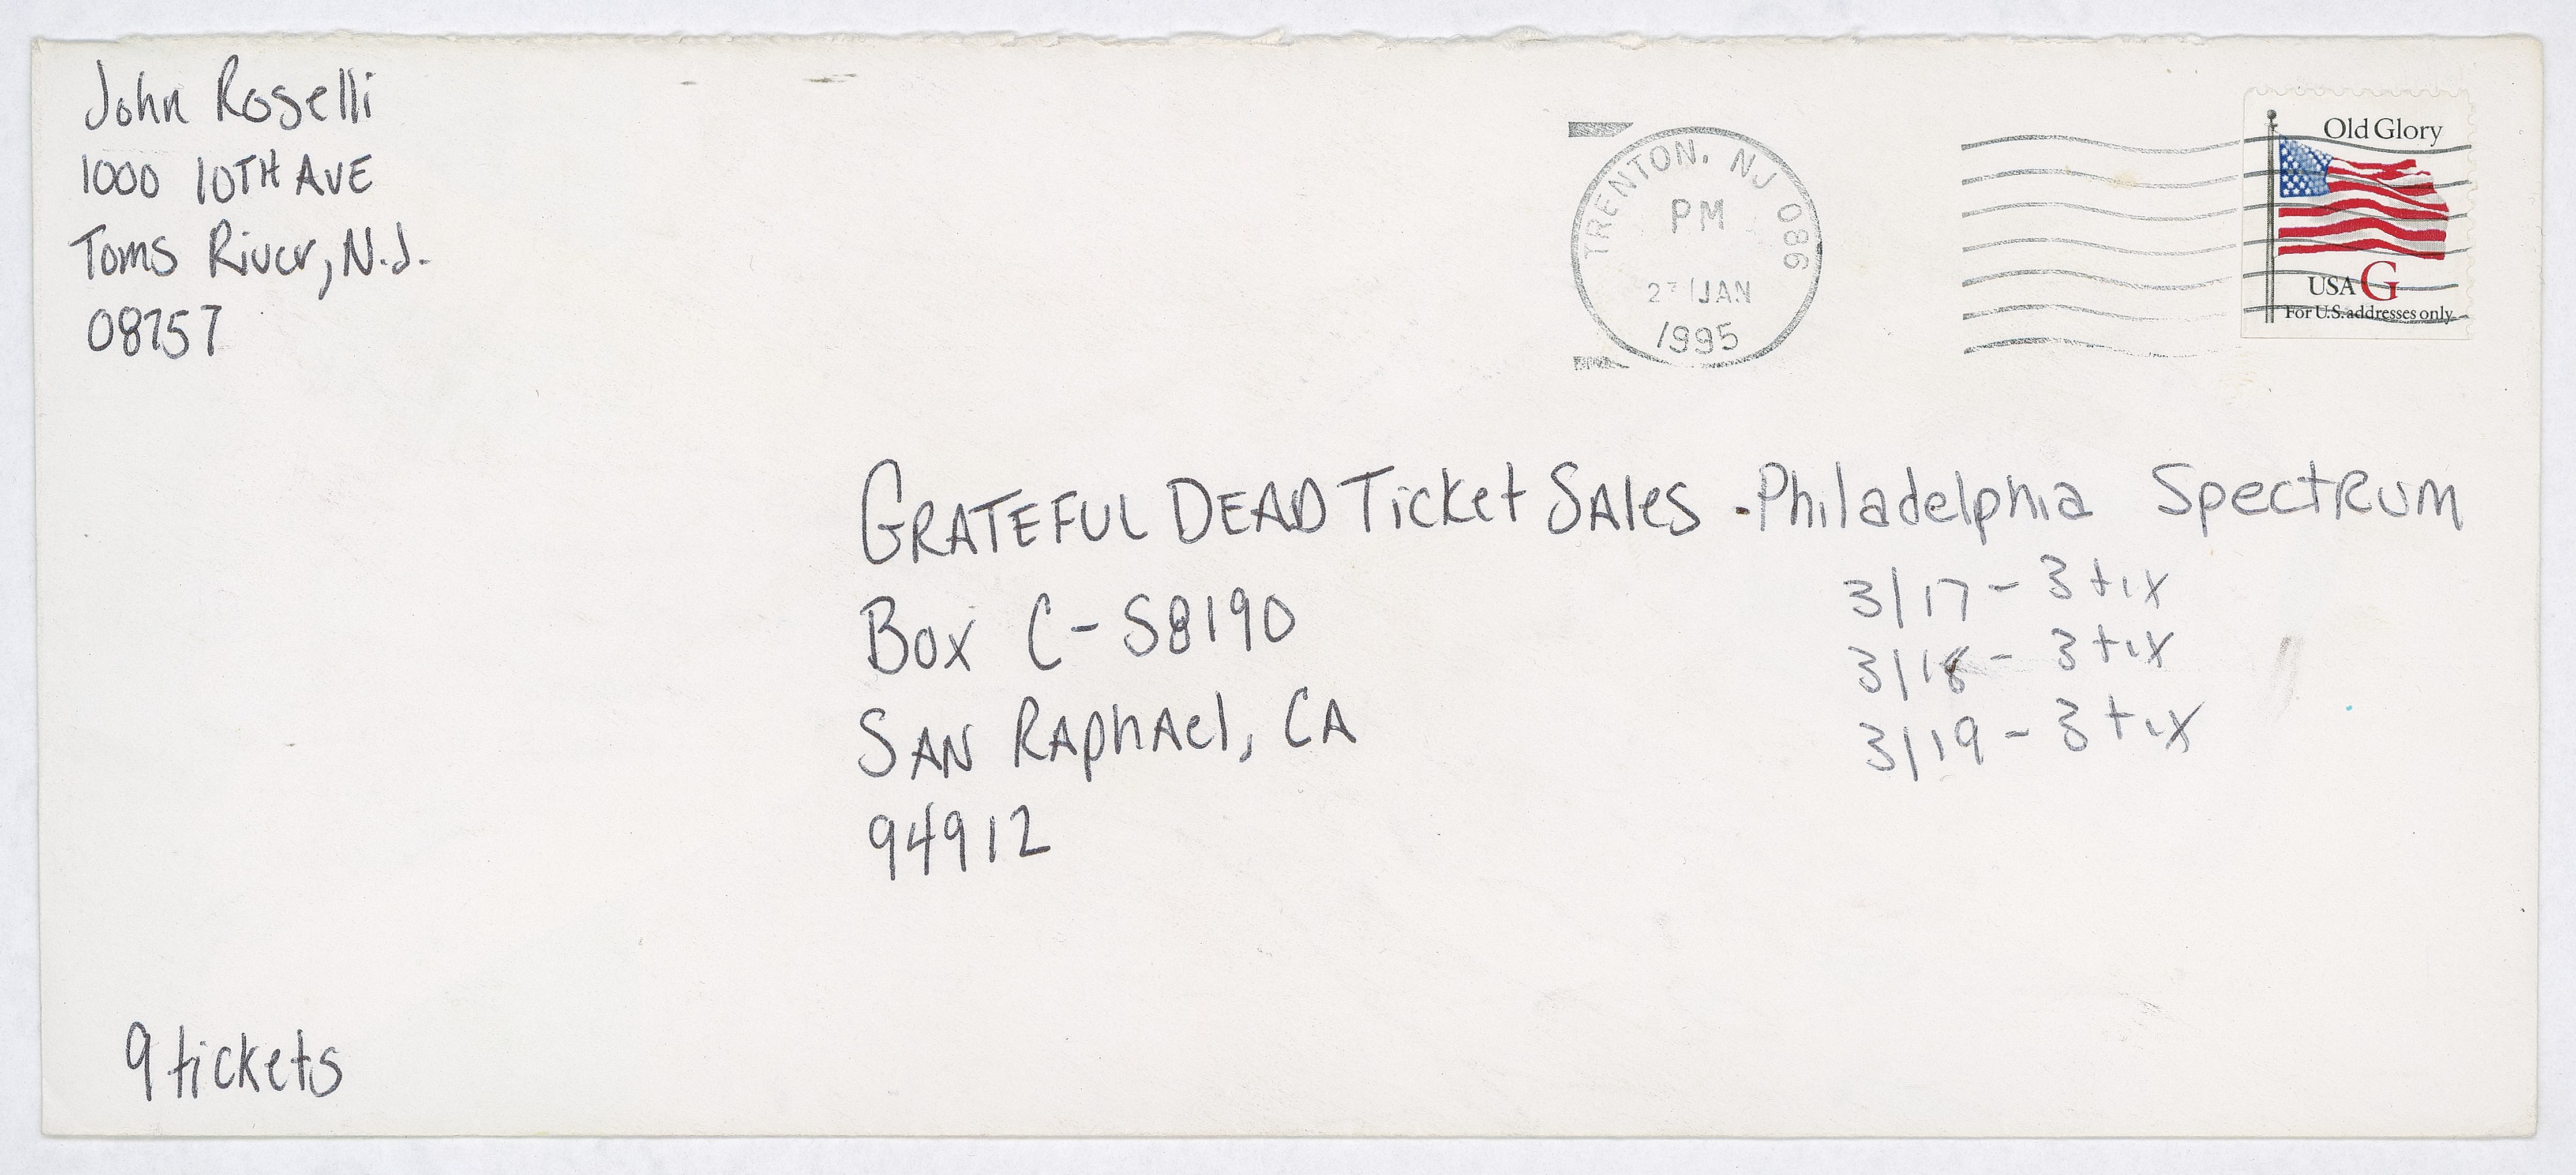 John Roselli
1000 10TH AVE
Toms River, N.J.
08757
TRENTON, NJ 086
PM
JAN
1995
Old Glory
USA G
For U.S. addresses only
GRATEFUL DEAD Ticket SAles - Philadelphia SpectRum
Box C-S8190
SAN RAphAel, CA
94912
3/17 - 3 tix
3/18 - 3 tix
3/19 - 3 tix
9 tickets